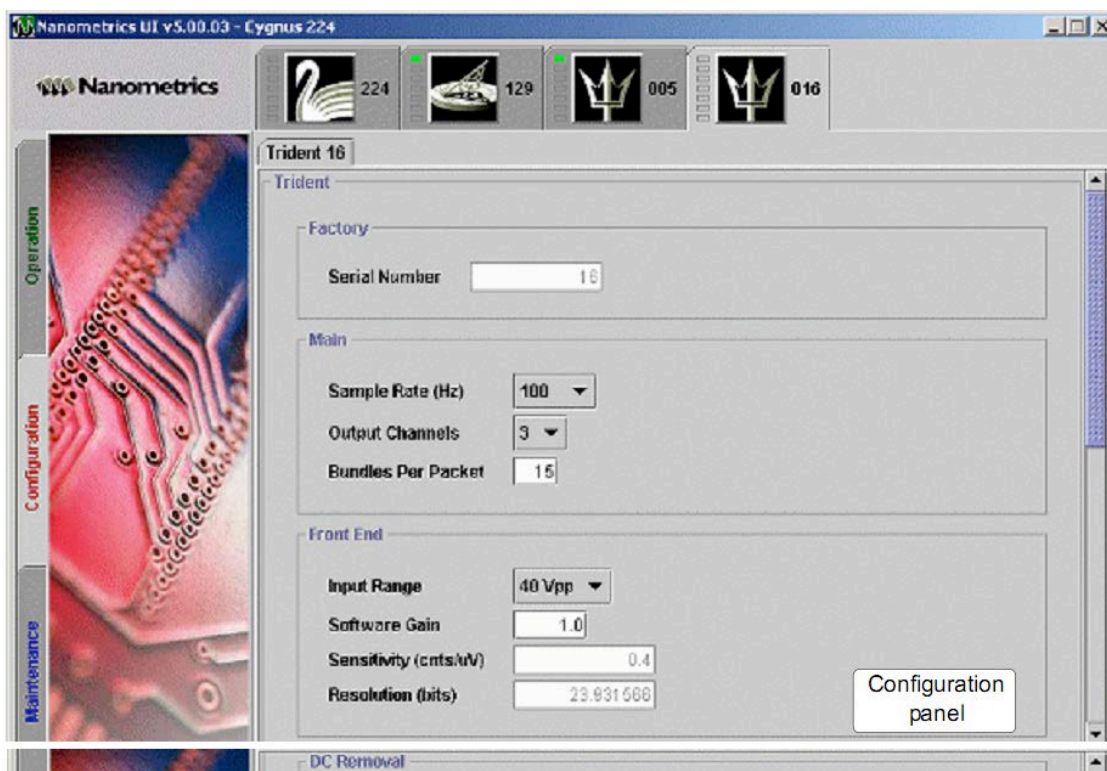 Nanometrics UI v5.00.03 - Cygnus 224
Nanometrics
224
129
005
016
Operation
Configuration
Maintenance
Trident 16
Trident
Factory
Serial Number 16
Main
Sample Rate (Hz) 100
Output Channels 3
Bundles Per Packet 15
Front End
Input Range 40 Vpp
Software Gain 1.0
Sensitivity (cnts/uV) 0.4
Resolution (bits) 23.931566
Configuration
panel
DC Removal